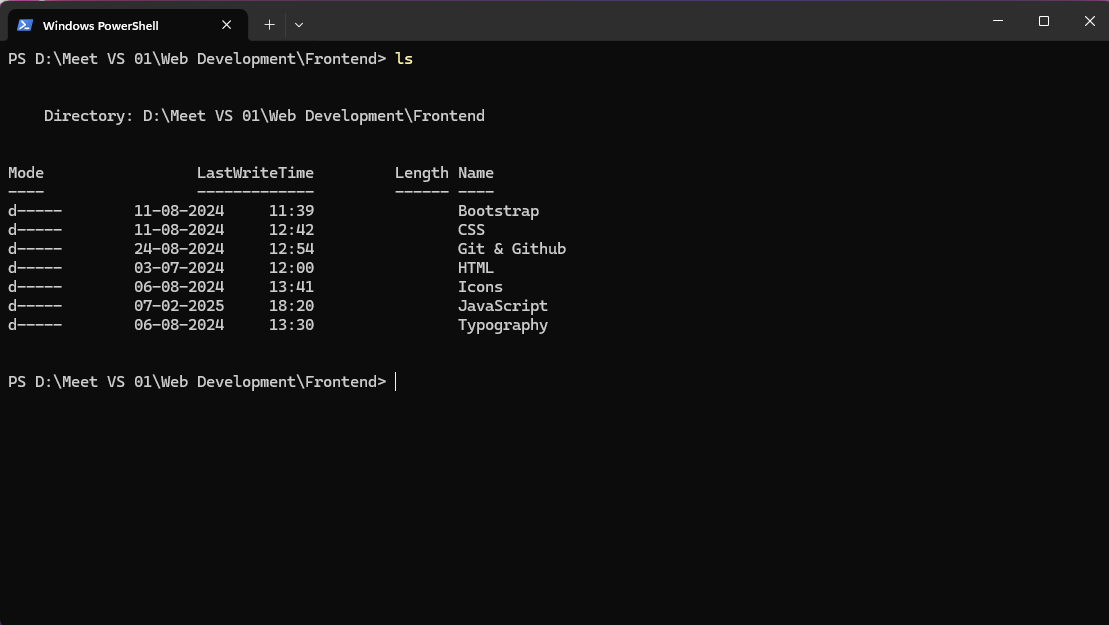 Windows PowerShell
PS D:\Meet VS 01\Web Development\Frontend> ls
Directory: D:\Meet VS 01\Web Development\Frontend
Mode                 LastWriteTime         Length Name
----                 -------------         ------ ----
d-----        11-08-2024     11:39                Bootstrap
d-----        11-08-2024     12:42                CSS
d-----        24-08-2024     12:54                Git & Github
d-----        03-07-2024     12:00                HTML
d-----        06-08-2024     13:41                Icons
d-----        07-02-2025     18:20                JavaScript
d-----        06-08-2024     13:30                Typography
PS D:\Meet VS 01\Web Development\Frontend>